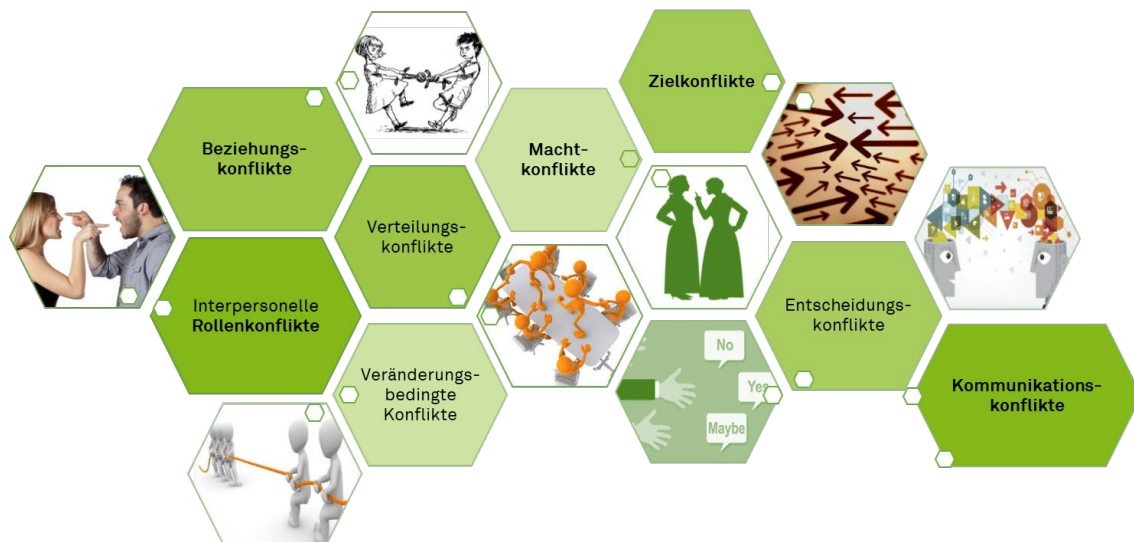 Beziehungs-
konflikte
Macht-
konflikte
Zielkonflikte
Verteilungs-
konflikte
Interpersonelle
Rollenkonflikte
Veränderungs-
bedingte
Konflikte
Entscheidungs-
konflikte
No
Yes
Maybe
Kommunikations-
konflikte